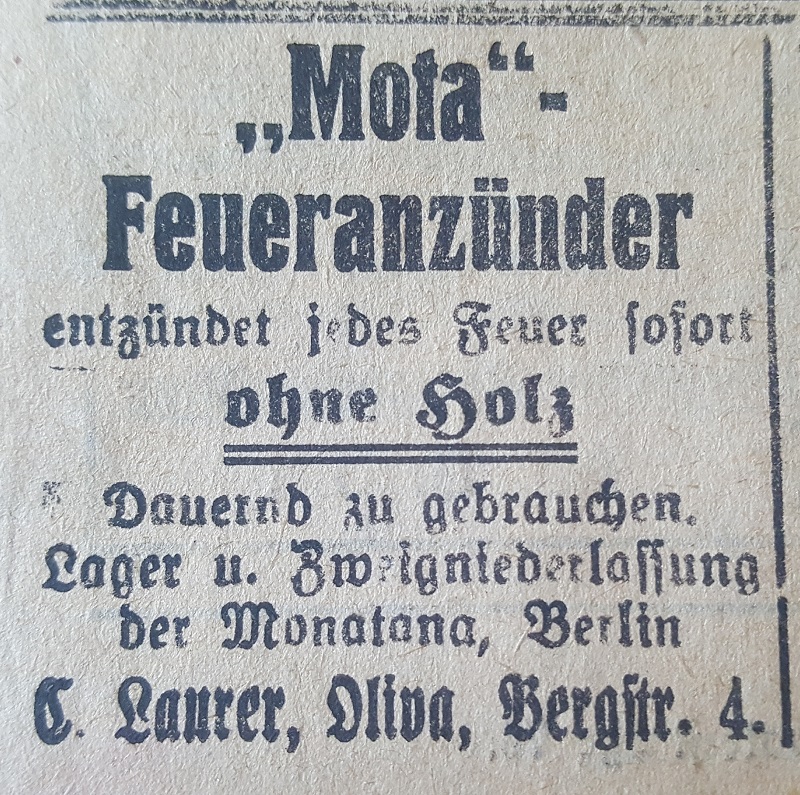 „Mota“-
Feueranzünder
entzündet jedes Feuer sofort
ohne Holz
Dauernd zu gebrauchen.
Lager u. Zweigniederlassung
der Monatana, Berlin
C. Laurer, Oliva, Bergstr. 4.